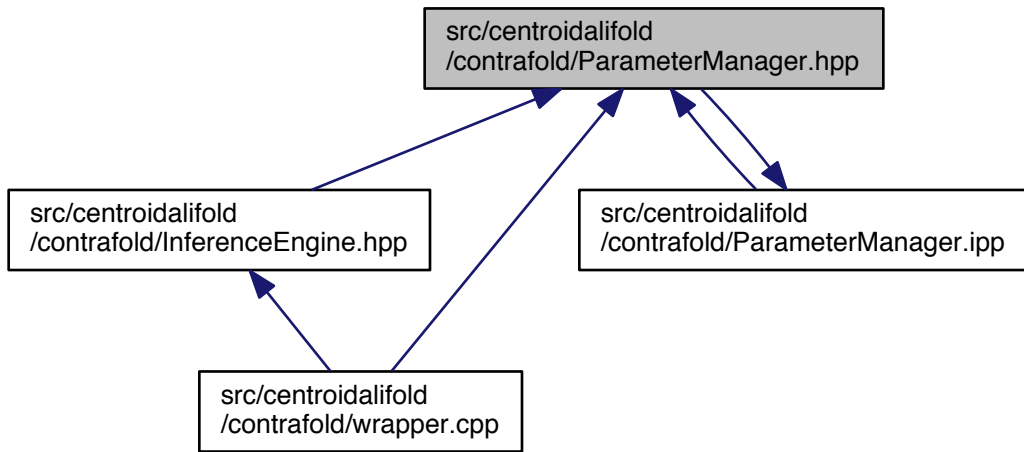 src/centroidalifold
/contrafold/ParameterManager.hpp
src/centroidalifold
/contrafold/InferenceEngine.hpp
src/centroidalifold
/contrafold/ParameterManager.ipp
src/centroidalifold
/contrafold/wrapper.cpp